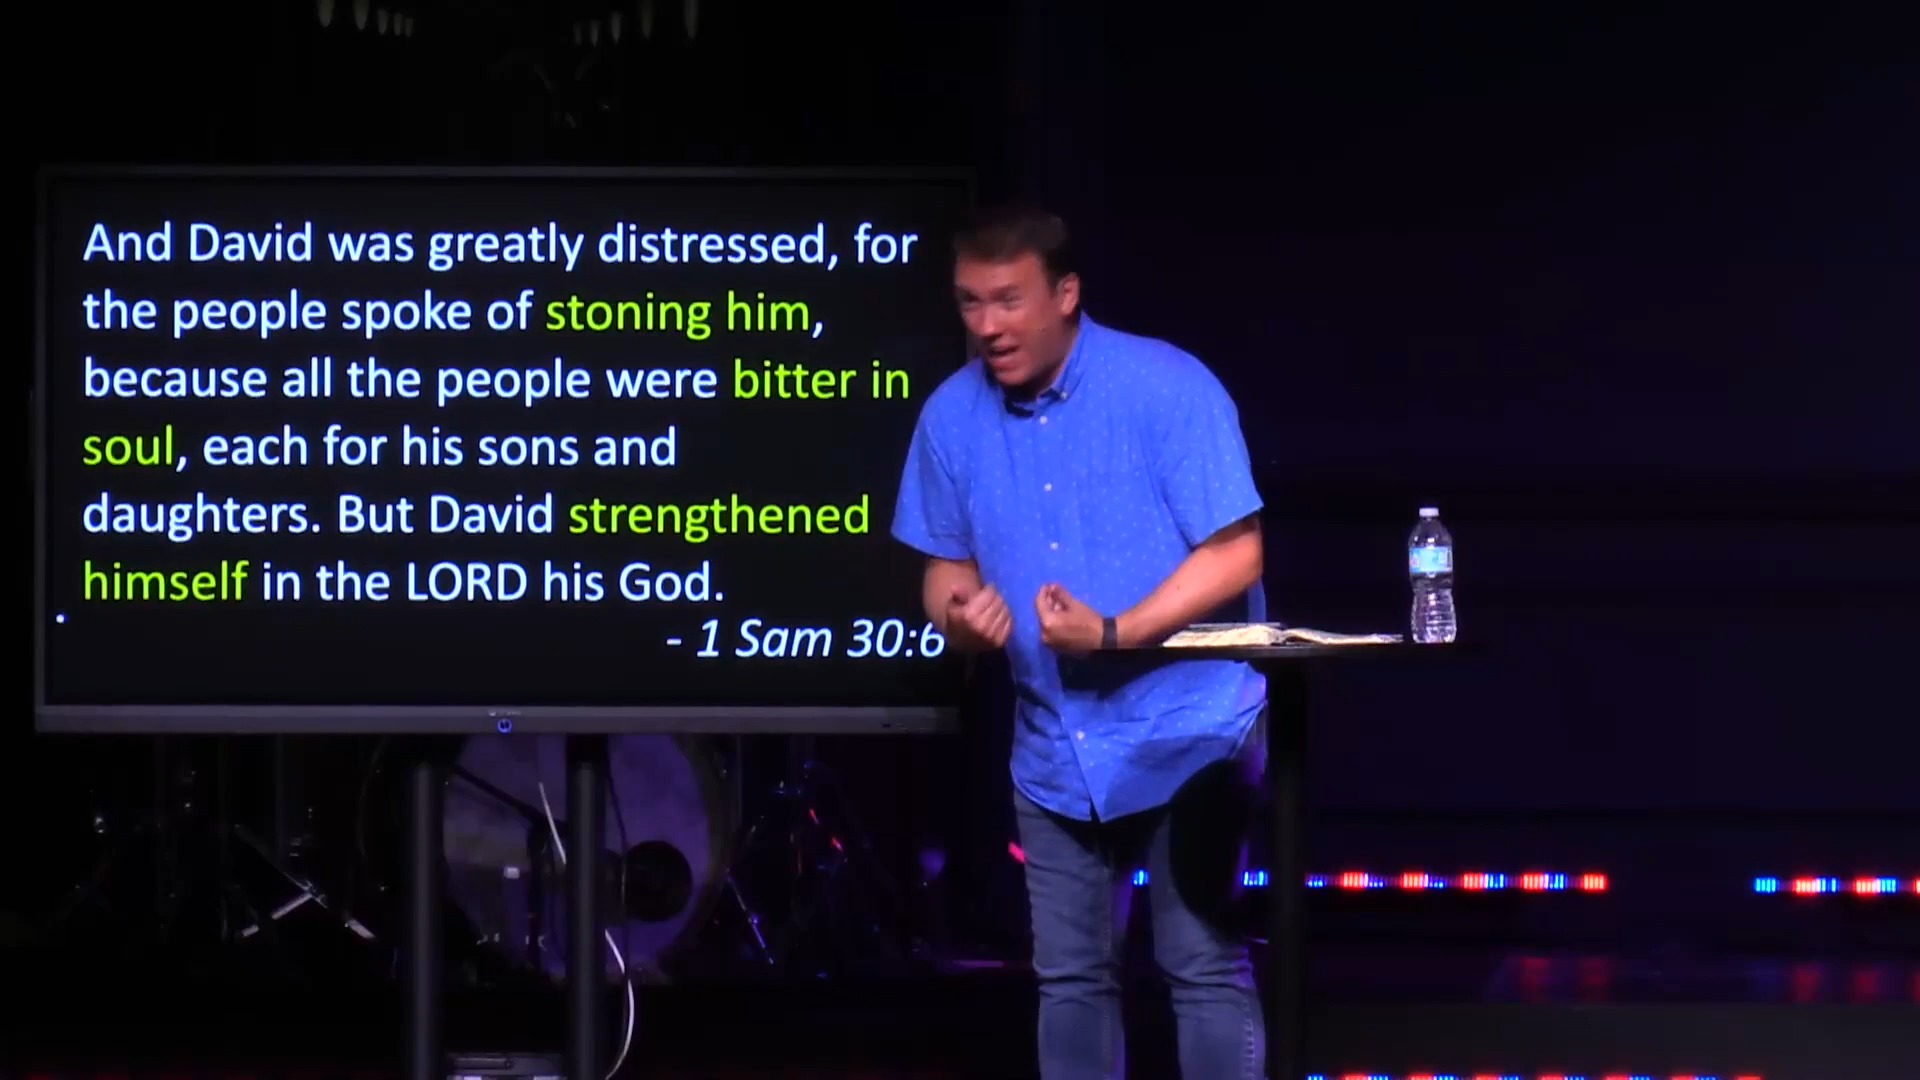 And David was greatly distressed, for
the people spoke of stoning him,
because all the people were bitter in
soul, each for his sons and
daughters. But David strengthened
himself in the LORD his God.
- 1 Sam 30:6